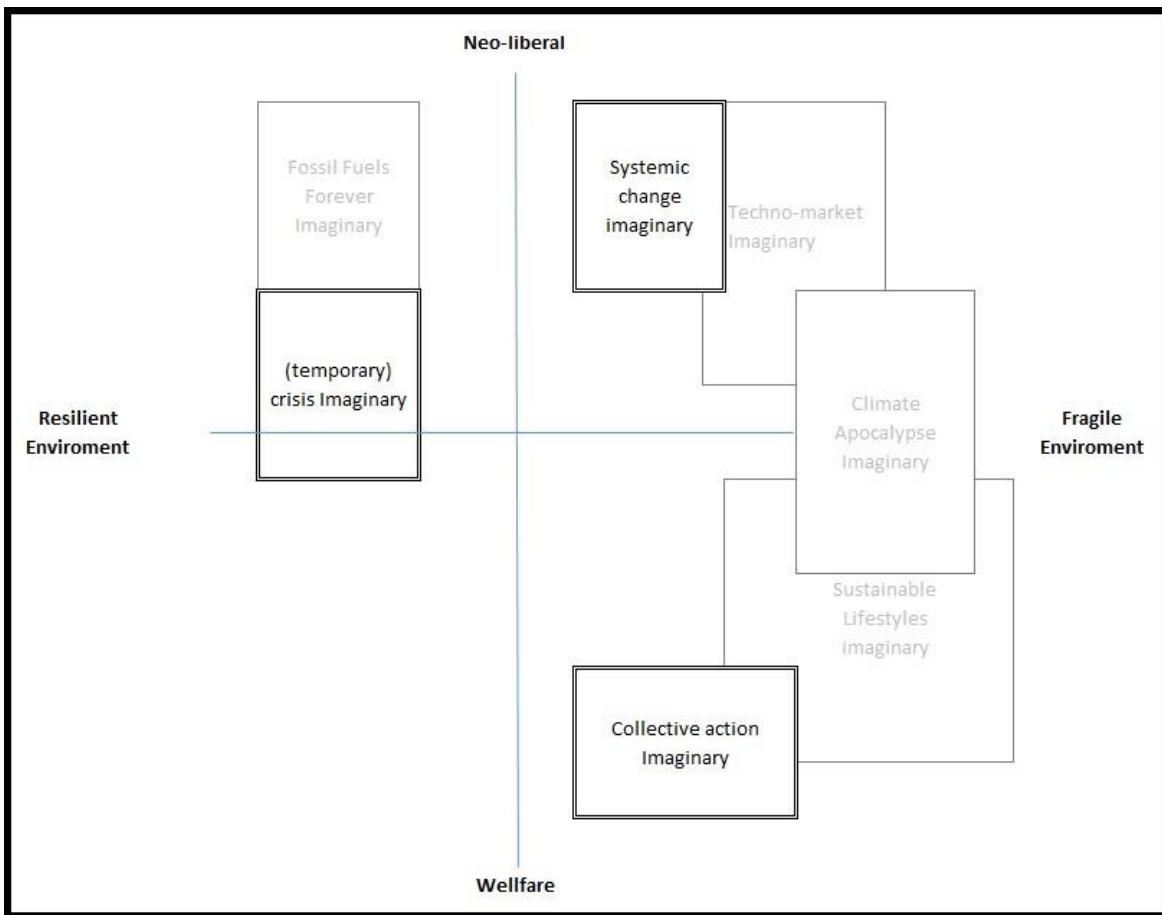 Neo-liberal
Fossil Fuels
Forever
Imaginary
Systemic
change
imaginary
Techno-market
Imaginary
(temporary)
crisis Imaginary
Resilient
Enviroment
Climate
Apocalypse
Imaginary
Fragile
Enviroment
Sustainable
Lifestyles
imaginary
Collective action
Imaginary
Wellfare